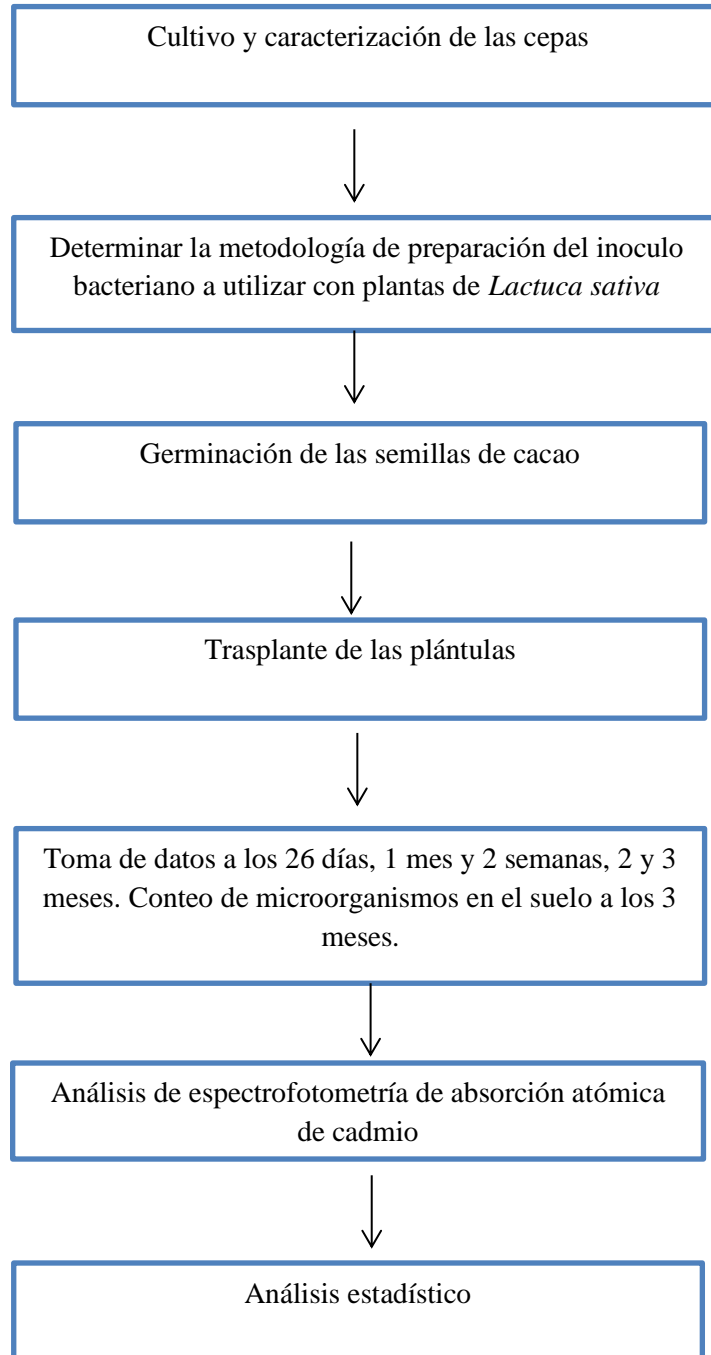 Cultivo y caracterización de las cepas
Determinar la metodología de preparación del inoculo
bacteriano a utilizar con plantas de Lactuca sativa
Germinación de las semillas de cacao
Trasplante de las plántulas
Toma de datos a los 26 días, 1 mes y 2 semanas, 2 y 3
meses. Conteo de microorganismos en el suelo a los 3
meses.
Análisis de espectrofotometría de absorción atómica
de cadmio
Análisis estadístico